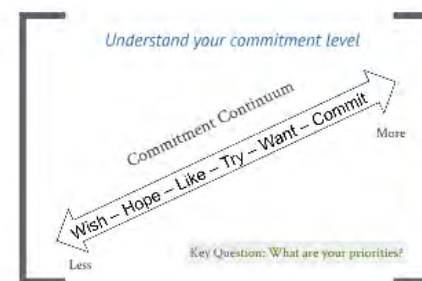 Understand your commitment level
Commitment Continuum
Wish – Hope – Like – Try – Want – Commit
More
Less
Key Question: What are your priorities?